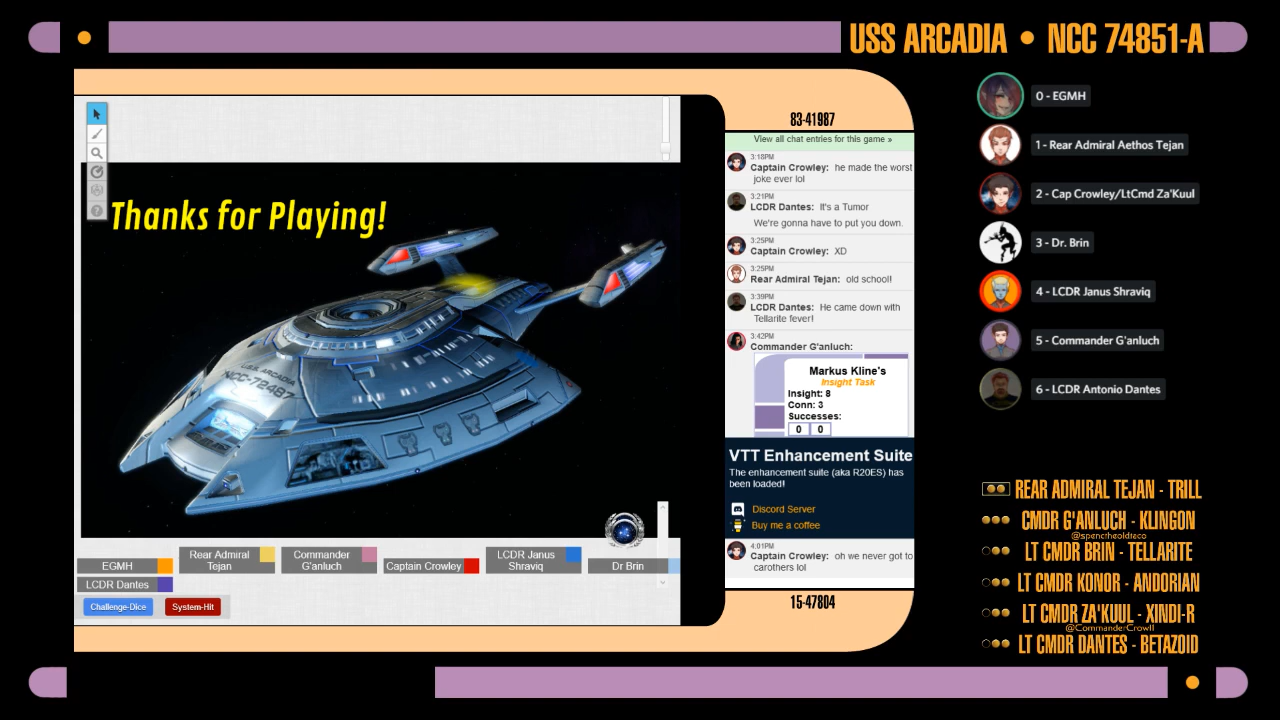 USS ARCADIA • NCC 74851-A
Thanks for Playing!
USS ARCADIA
EGMH
Rear Admiral
Tejan
Commander
G'anluch
Captain Crowley
LCDR Janus
Shraviq
Dr Brin
LCDR Dantes
Challenge-Dice
System-Hit
83-41987
View all chat entries for this game »
3:18PM
Captain Crowley: he made the worst
joke ever lol
3:21PM
LCDR Dantes: It's a Tumor
We're gonna have to put you down.
3:25PM
Captain Crowley: XD
3:25PM
Rear Admiral Tejan: old school!
3:39PM
LCDR Dantes: He came down with
Tellarite fever!
3:42PM
Commander G'anluch:
Markus Kline's
Insight Task
Insight: 8
Conn: 3
Successes:
0 0
VTT Enhancement Suite
The enhancement suite (aka R20ES) has
been loaded!
Discord Server
Buy me a coffee
4:01PM
Captain Crowley: oh we never got to
carothers lol
15-47804
0 - EGMH
1 - Rear Admiral Aethos Tejan
2 - Cap Crowley/LtCmd Za'Kuul
3 - Dr. Brin
4 - LCDR Janus Shraviq
5 - Commander G'anluch
6 - LCDR Antonio Dantes
REAR ADMIRAL TEJAN - TRILL
CMDR G'ANLUCH - KLINGON
@spenctheoldtreco
LT CMDR BRIN - TELLARITE
LT CMDR KONOR - ANDORIAN
LT CMDR ZA'KUUL - XINDI-R
@CommanderCrowll
LT CMDR DANTES - BETAZOID